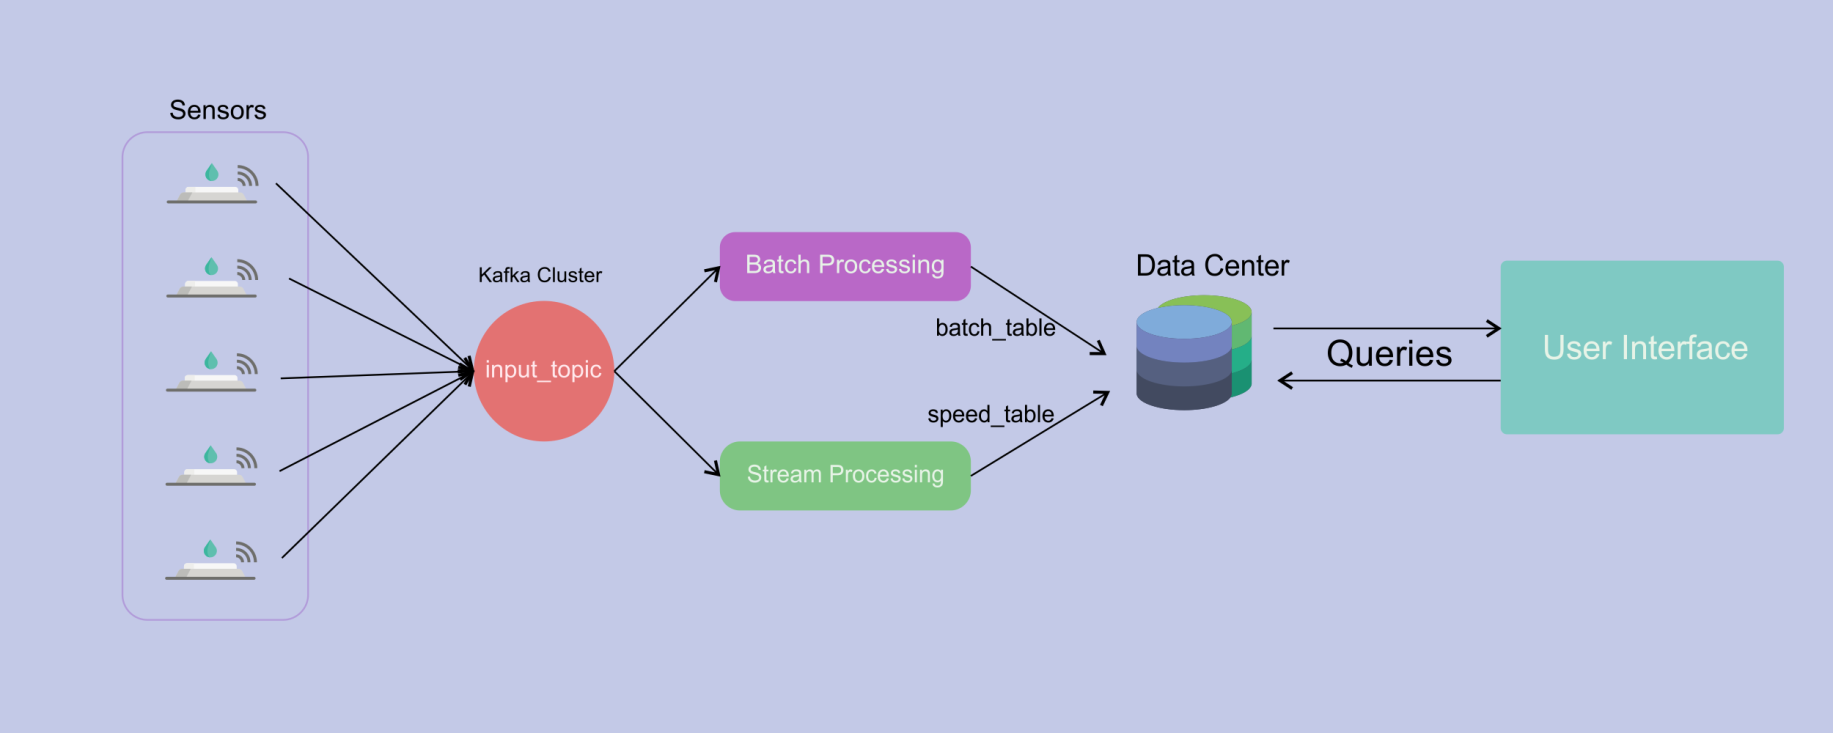 Sensors
Kafka Cluster
input_topic
Batch Processing
batch_table
Stream Processing
speed_table
Data Center
Queries
User Interface